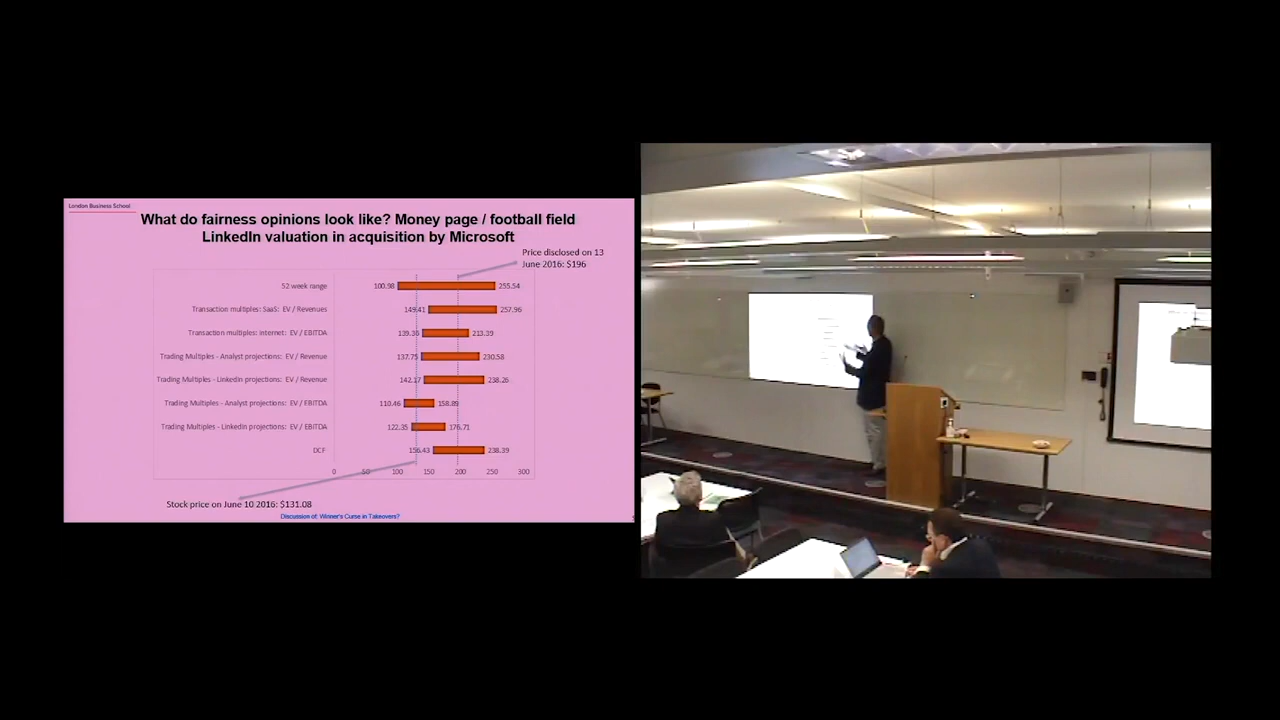 London Business School
What do fairness opinions look like? Money page / football field
LinkedIn valuation in acquisition by Microsoft
Price disclosed on 13
June 2016: $196
52 week range 100.98 255.54
Transaction multiples: SaaS: EV / Revenues 149.41 257.96
Transaction multiples: Internet: EV / EBITDA 139.36 213.39
Trading Multiples - Analyst projections: EV / Revenue 137.75 230.58
Trading Multiples - LinkedIn projections: EV / Revenue 142.17 238.26
Trading Multiples - Analyst projections: EV / EBITDA 110.46 158.89
Trading Multiples - LinkedIn projections: EV / EBITDA 122.35 176.71
DCF 156.43 238.39
0 50 100 150 200 250 300
Stock price on June 10 2016: $131.08
Discussion of: Winner's Curse in Takeovers?